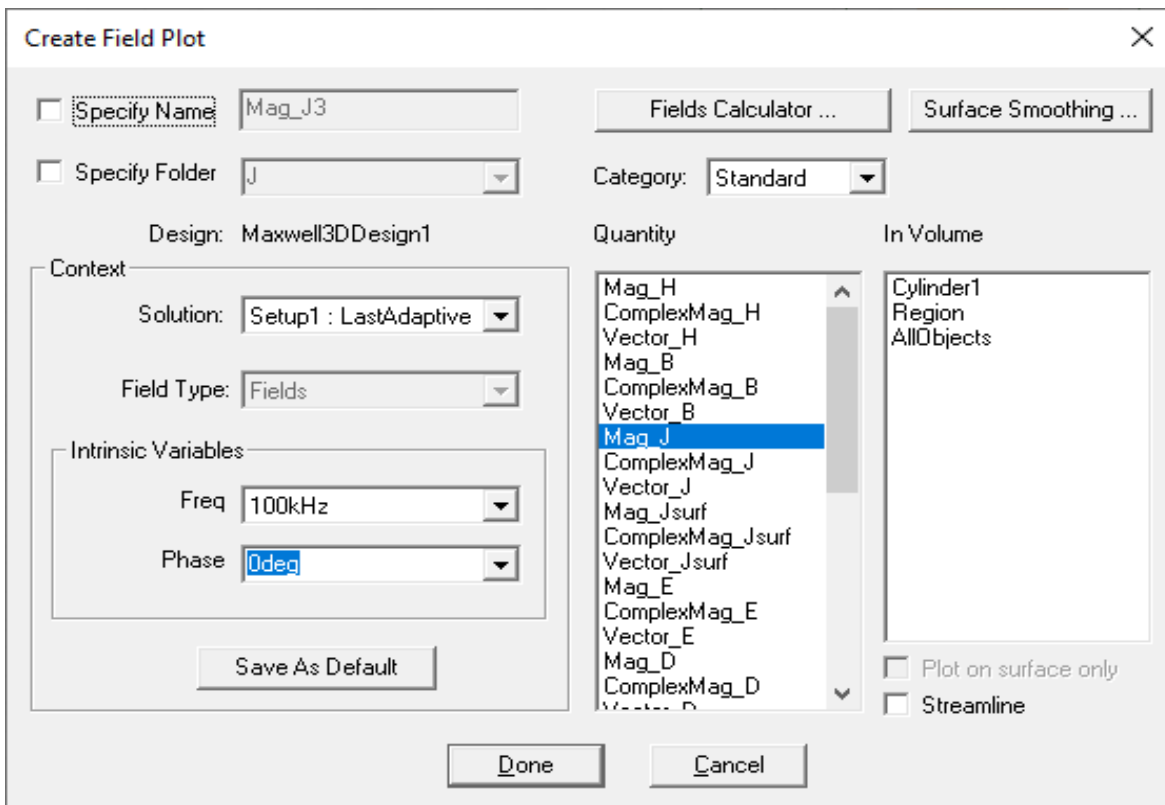 Create Field Plot
Specify Name Mag_J3 Fields Calculator ... Surface Smoothing ...
Specify Folder J Category: Standard
Design: Maxwell3DDesign1 Quantity In Volume
Context
Solution: Setup1 : LastAdaptive
Field Type: Fields
Intrinsic Variables
Freq 100kHz
Phase 0deg
Save As Default
Mag_H
ComplexMag_H
Vector_H
Mag_B
ComplexMag_B
Vector_B
Mag_J
ComplexMag_J
Vector_J
Mag_Jsurf
ComplexMag_Jsurf
Vector_Jsurf
Mag_E
ComplexMag_E
Vector_E
Mag_D
ComplexMag_D
Cylinder1
Region
AllObjects
Plot on surface only
Streamline
Done Cancel